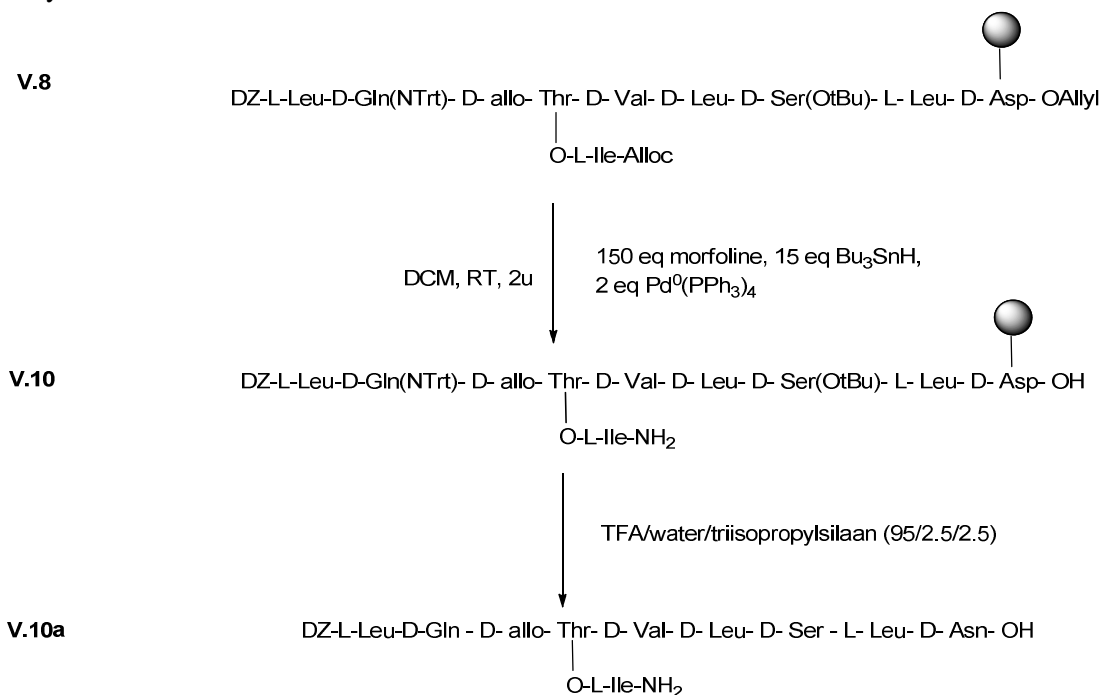 V.8
DZ-L-Leu-D-Gln(NTrt)- D- allo- Thr- D- Val- D- Leu- D- Ser(OtBu)- L- Leu- D- Asp- OAllyl
O-L-Ile-Alloc
DCM, RT, 2u
150 eq morfoline, 15 eq Bu₃SnH,
2 eq Pd⁰(PPh₃)₄
V.10
DZ-L-Leu-D-Gln(NTrt)- D- allo- Thr- D- Val- D- Leu- D- Ser(OtBu)- L- Leu- D- Asp- OH
O-L-Ile-NH₂
TFA/water/triisopropylsilaan (95/2.5/2.5)
V.10a
DZ-L-Leu-D-Gln - D- allo- Thr- D- Val- D- Leu- D- Ser - L- Leu- D- Asn- OH
O-L-Ile-NH₂